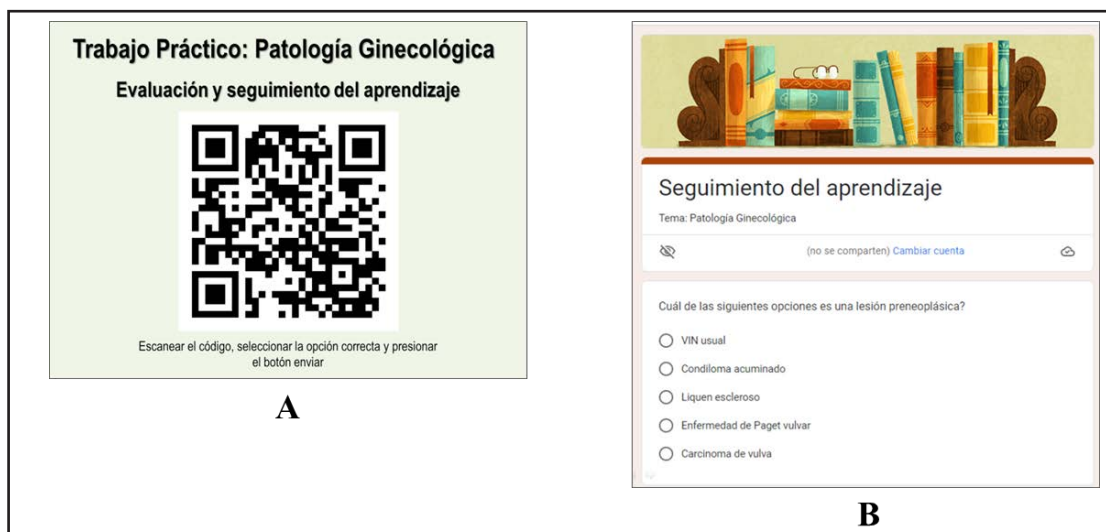 Trabajo Práctico: Patología Ginecológica
Evaluación y seguimiento del aprendizaje
Escanear el código, seleccionar la opción correcta y presionar
el botón enviar
A
Seguimiento del aprendizaje
Tema: Patología Ginecológica
(no se comparten) Cambiar cuenta
Cuál de las siguientes opciones es una lesión preneoplásica?
VIN usual
Condiloma acuminado
Liquen escleroso
Enfermedad de Paget vulvar
Carcinoma de vulva
B